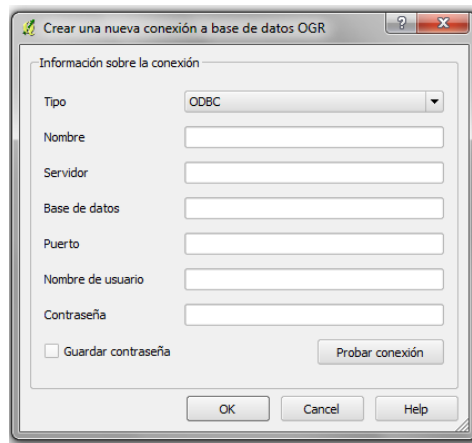 Crear una nueva conexión a base de datos OGR
Información sobre la conexión
Tipo ODBC
Nombre
Servidor
Base de datos
Puerto
Nombre de usuario
Contraseña
Guardar contraseña Probar conexión
OK Cancel Help